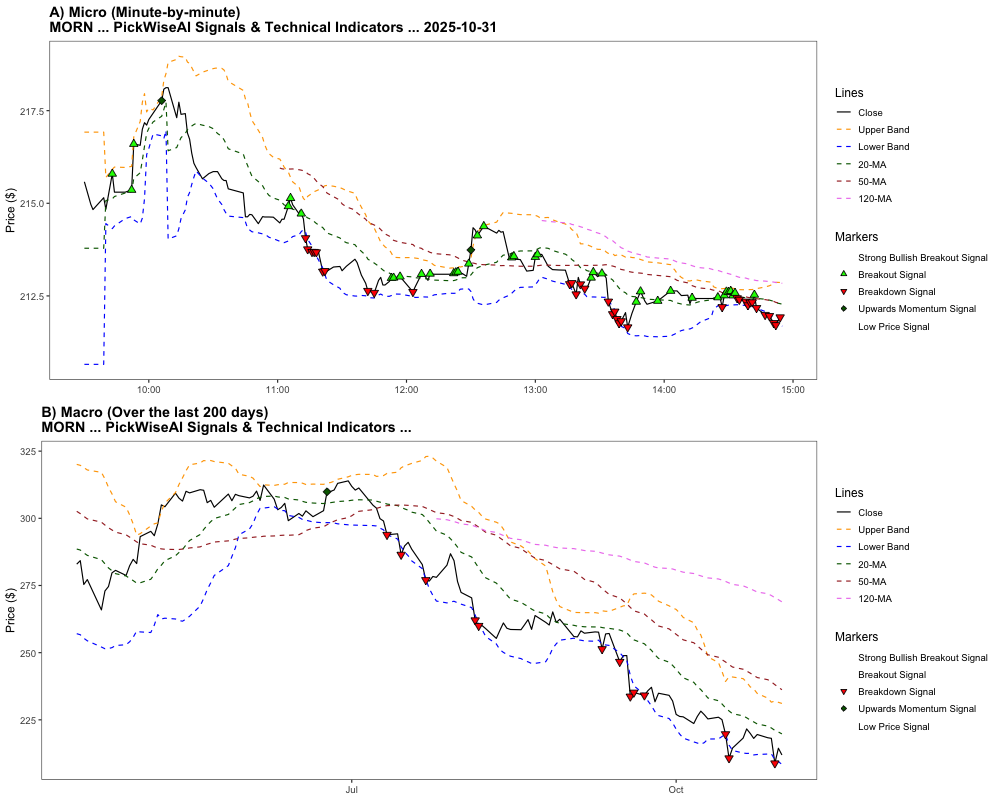 A) Micro (Minute-by-minute)
MORN ... PickWiseAI Signals & Technical Indicators ... 2025-10-31
Price ($)
217.5
215.0
212.5
10:00
11:00
12:00
13:00
14:00
15:00
Lines
Close
Upper Band
Lower Band
20-MA
50-MA
120-MA
Markers
Strong Bullish Breakout Signal
Breakout Signal
Breakdown Signal
Upwards Momentum Signal
Low Price Signal
B) Macro (Over the last 200 days)
MORN ... PickWiseAI Signals & Technical Indicators ...
Price ($)
325
300
275
250
225
Jul
Oct
Lines
Close
Upper Band
Lower Band
20-MA
50-MA
120-MA
Markers
Strong Bullish Breakout Signal
Breakout Signal
Breakdown Signal
Upwards Momentum Signal
Low Price Signal